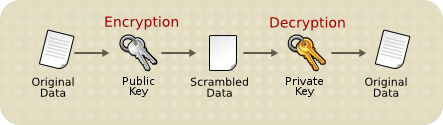 Encryption
Decryption
Original
Data
Public
Key
Scrambled
Data
Private
Key
Original
Data